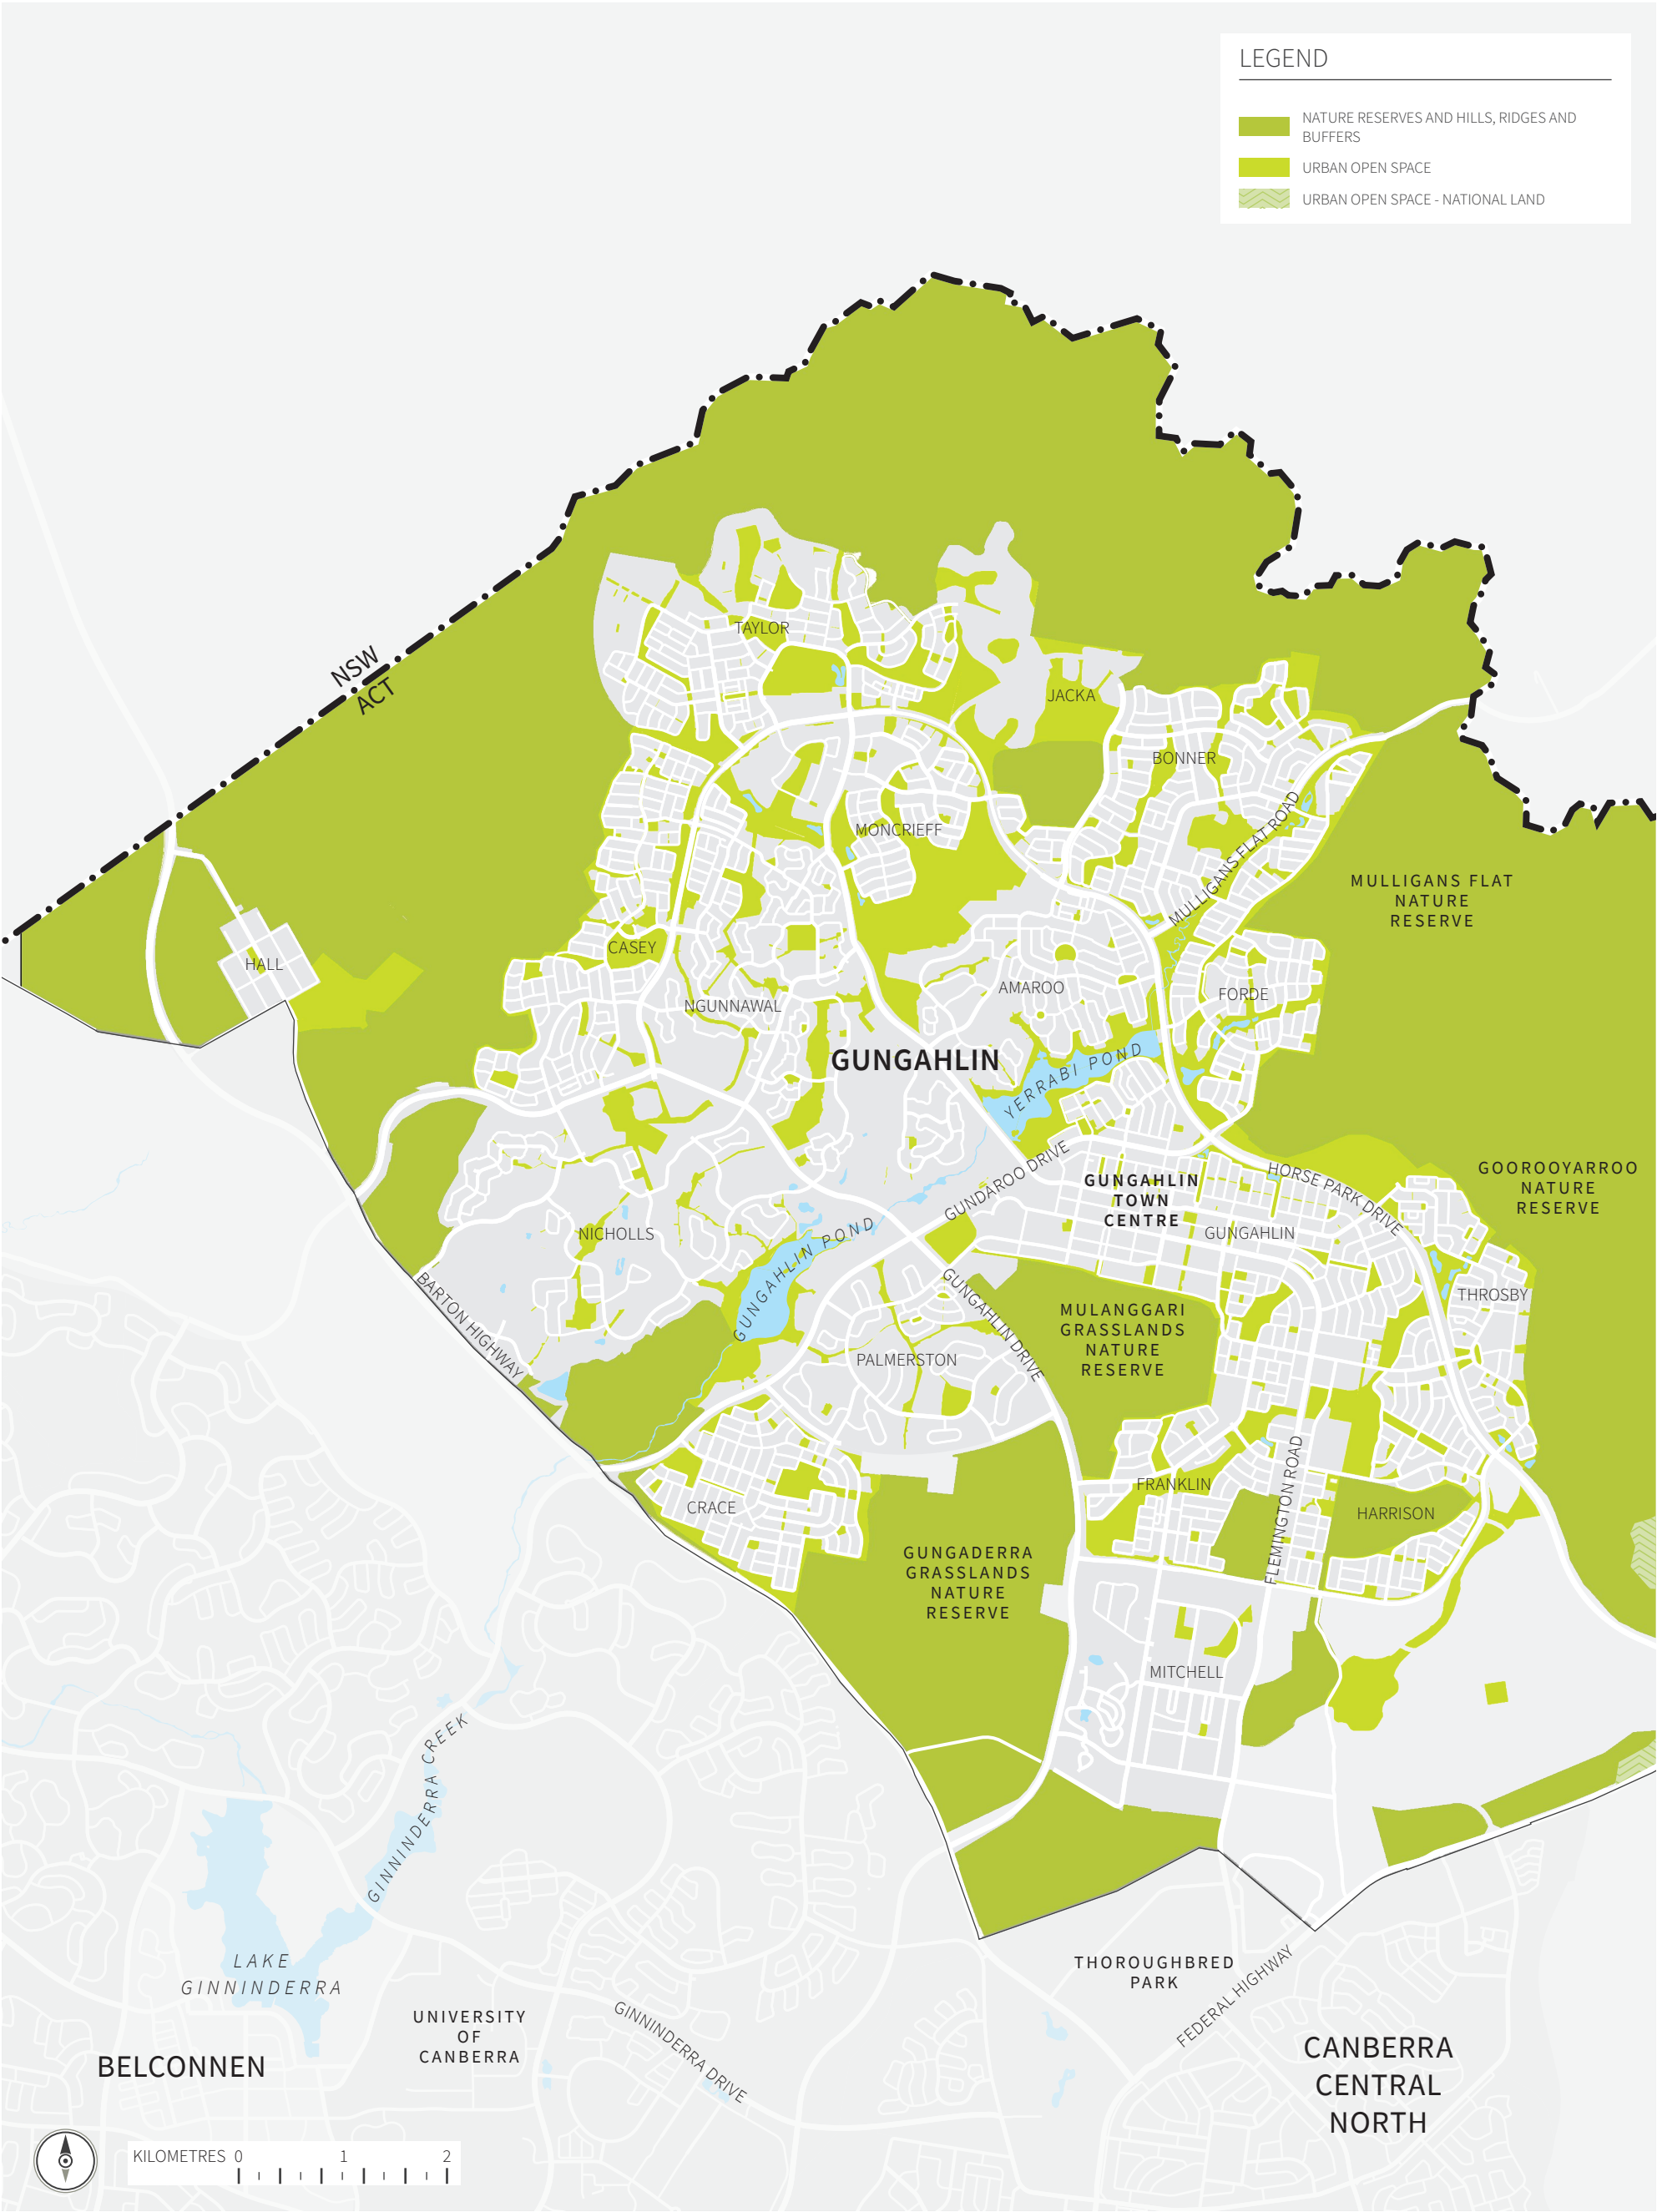 LEGEND
NATURE RESERVES AND HILLS, RIDGES AND
BUFFERS
URBAN OPEN SPACE
URBAN OPEN SPACE - NATIONAL LAND
NSW
ACT
TAYLOR
JACKA
BONNER
MONCRIEFF
MULLIGANS FLAT ROAD
MULLIGANS FLAT
NATURE
RESERVE
CASEY
HALL
NGUNNAWAL
AMAROO
FORDE
GUNGAHLIN
YERRABI POND
GUNDAROO DRIVE
GUNGAHLIN
TOWN
CENTRE
HORSE PARK DRIVE
GOOROOYARROO
NATURE
RESERVE
NICHOLLS
GUNGAHLIN POND
GUNGAHLIN
BARTON HIGHWAY
GUNGAHLIN DRIVE
MULANGGARI
GRASSLANDS
NATURE
RESERVE
THROSBY
PALMERSTON
FRANKLIN
FLEMINGTON ROAD
HARRISON
CRACE
GUNGADERRA
GRASSLANDS
NATURE
RESERVE
MITCHELL
GINNINDERRA CREEK
LAKE
GINNINDERRA
THOROUGHBRED
PARK
FEDERAL HIGHWAY
UNIVERSITY
OF
CANBERRA
GINNINDERRA DRIVE
BELCONNEN
CANBERRA
CENTRAL
NORTH
KILOMETRES 0 1 2